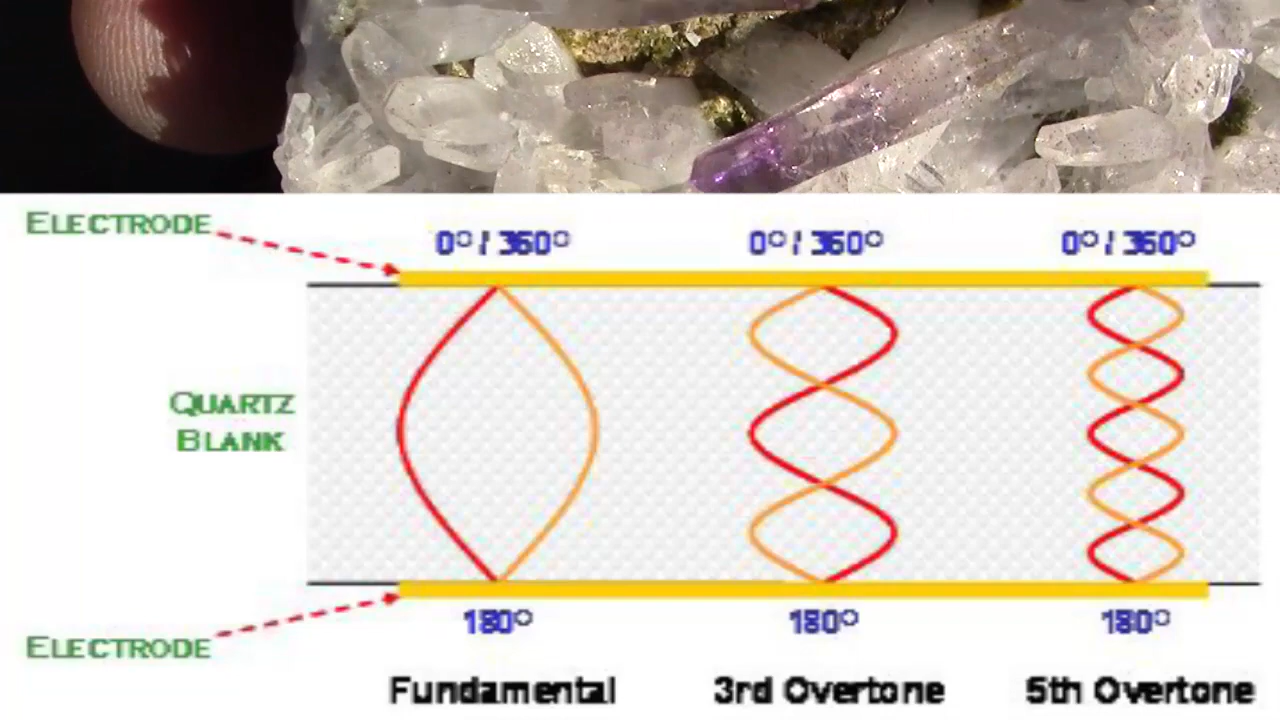 ELECTRODE
0° / 360° 0° / 360° 0° / 360°
QUARTZ
BLANK
180° 180° 180°
ELECTRODE
Fundamental 3rd Overtone 5th Overtone